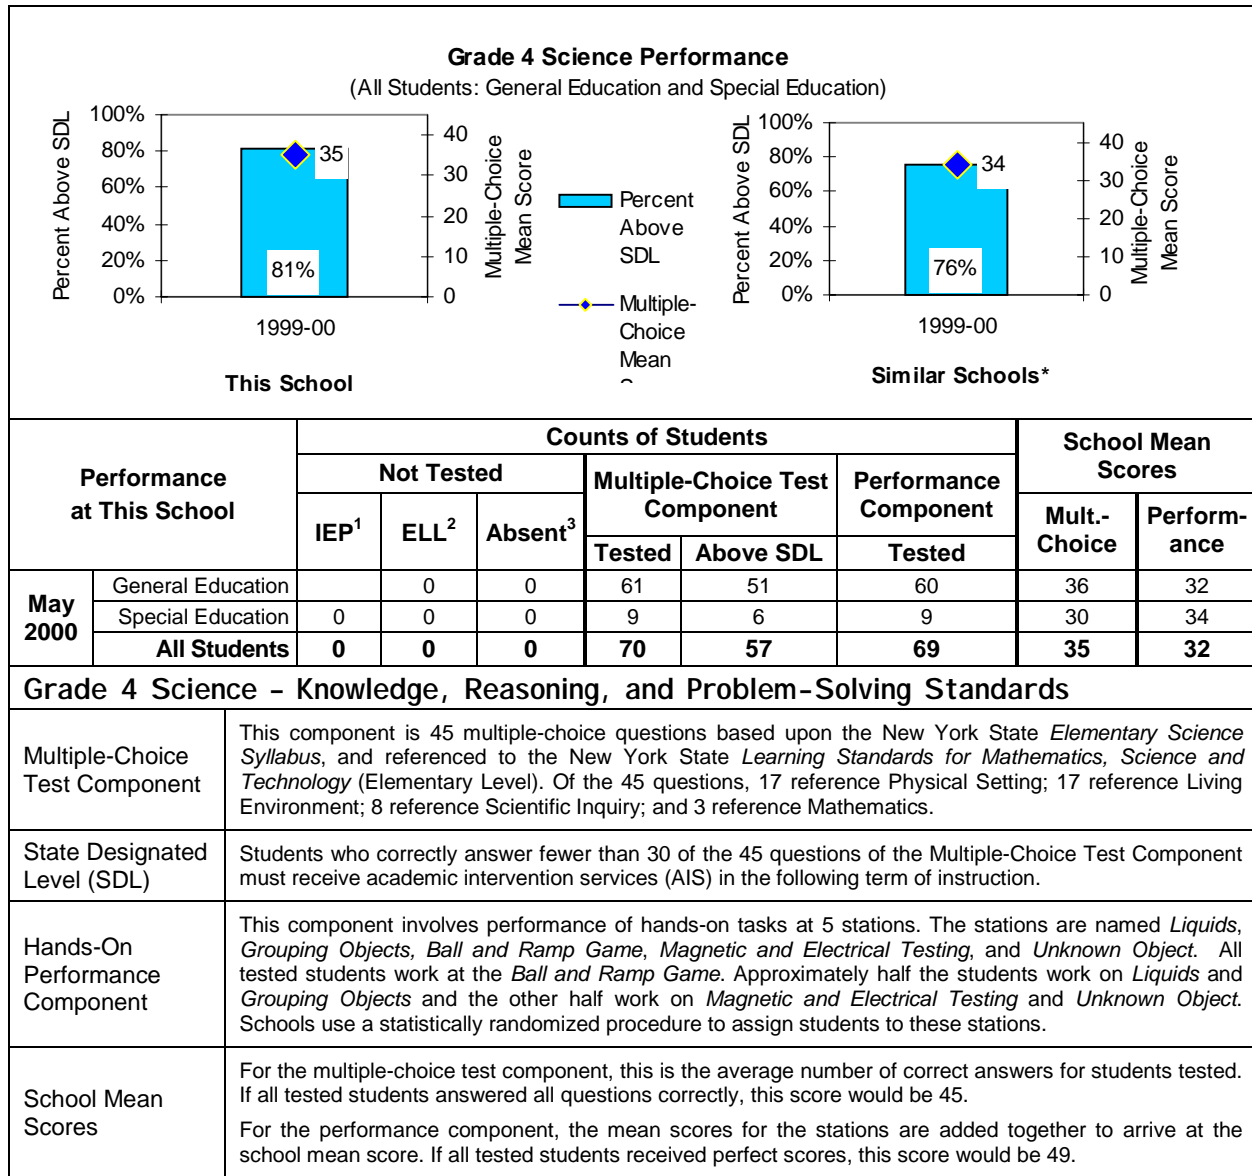 Grade 4 Science Performance
(All Students: General Education and Special Education)
Percent Above SDL
100%
80%
60%
40%
20%
0%
35
81%
40
30
20
10
0
Multiple-Choice
Mean Score
1999-00
This School
Percent
Above
SDL
Multiple-
Choice
Mean
Percent Above SDL
100%
80%
60%
40%
20%
0%
34
76%
40
30
20
10
0
Multiple-Choice
Mean Score
1999-00
Similar Schools*
Performance
at This School
Counts of Students
School Mean
Scores
Not Tested
Multiple-Choice Test
Component
Performance
Component
IEP1 ELL2 Absent3
Tested Above SDL Tested
Mult.-
Choice
Perform-
ance
May
2000
General Education 0 0 61 51 60 36 32
Special Education 0 0 0 9 6 9 30 34
All Students 0 0 0 70 57 69 35 32
Grade 4 Science – Knowledge, Reasoning, and Problem-Solving Standards
Multiple-Choice
Test Component
This component is 45 multiple-choice questions based upon the New York State Elementary Science
Syllabus, and referenced to the New York State Learning Standards for Mathematics, Science and
Technology (Elementary Level). Of the 45 questions, 17 reference Physical Setting; 17 reference Living
Environment; 8 reference Scientific Inquiry; and 3 reference Mathematics.
State Designated
Level (SDL)
Students who correctly answer fewer than 30 of the 45 questions of the Multiple-Choice Test Component
must receive academic intervention services (AIS) in the following term of instruction.
Hands-On
Performance
Component
This component involves performance of hands-on tasks at 5 stations. The stations are named Liquids,
Grouping Objects, Ball and Ramp Game, Magnetic and Electrical Testing, and Unknown Object. All
tested students work at the Ball and Ramp Game. Approximately half the students work on Liquids and
Grouping Objects and the other half work on Magnetic and Electrical Testing and Unknown Object.
Schools use a statistically randomized procedure to assign students to these stations.
School Mean
Scores
For the multiple-choice test component, this is the average number of correct answers for students tested.
If all tested students answered all questions correctly, this score would be 45.
For the performance component, the mean scores for the stations are added together to arrive at the
school mean score. If all tested students received perfect scores, this score would be 49.